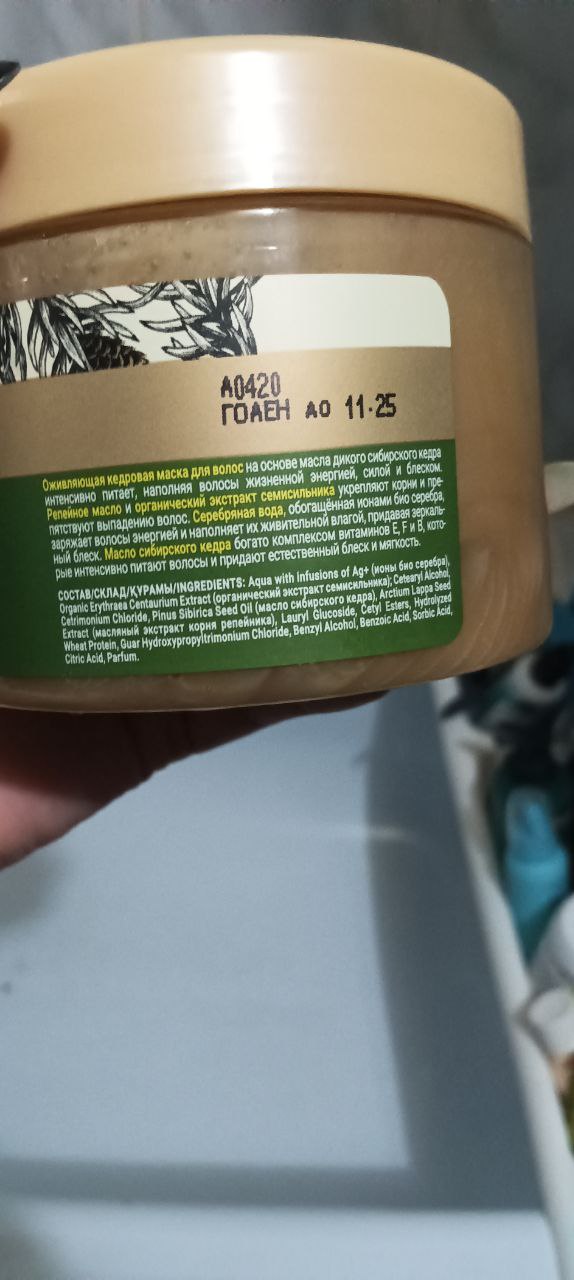 А0420
ГОДЕН ДО 11·25
Оживляющая кедровая маска для волос на основе масла дикого сибирского кедра
интенсивно питает, наполняя волосы жизненной энергией, силой и блеском.
Репейное масло и органический экстракт семисильника укрепляют корни и пре-
пятствуют выпадению волос. Серебряная вода, обогащённая ионами био серебра,
заряжает волосы энергией и наполняет их живительной влагой, придавая зеркаль-
ный блеск. Масло сибирского кедра богато комплексом витаминов E, F и B, кото-
рые интенсивно питают волосы и придают естественный блеск и мягкость.
СОСТАВ/СКЛАД/ҚҰРАМЫ/INGREDIENTS: Aqua with Infusions of Ag+ (ионы био серебра),
Organic Erythraea Centaurium Extract (органический экстракт семисильника); Cetearyl Alcohol,
Cetrimonium Chloride, Pinus Sibirica Seed Oil (масло сибирского кедра), Arctium Lappa Seed
Extract (масляный экстракт корня репейника), Lauryl Glucoside, Cetyl Esters, Hydrolyzed
Wheat Protein, Guar Hydroxypropyltrimonium Chloride, Benzyl Alcohol, Benzoic Acid, Sorbic Acid,
Citric Acid, Parfum.